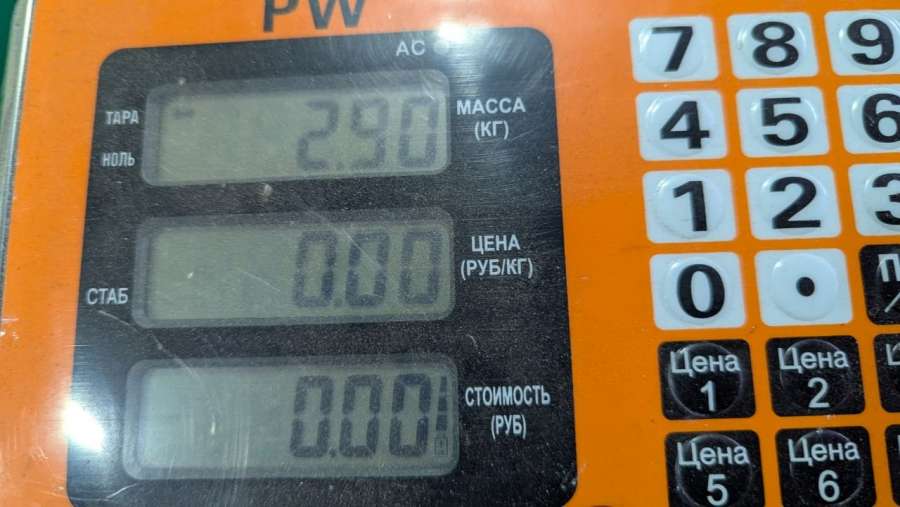 PW
AC
ТАРА
НОЛЬ
2.90
МАССА
(КГ)
СТАБ
0.00
ЦЕНА
(РУБ/КГ)
0.00
СТОИМОСТЬ
(РУБ)
7 8 9
4 5 6
1 2 3
0 •
Цена
1
Цена
2
Цена
5
Цена
6